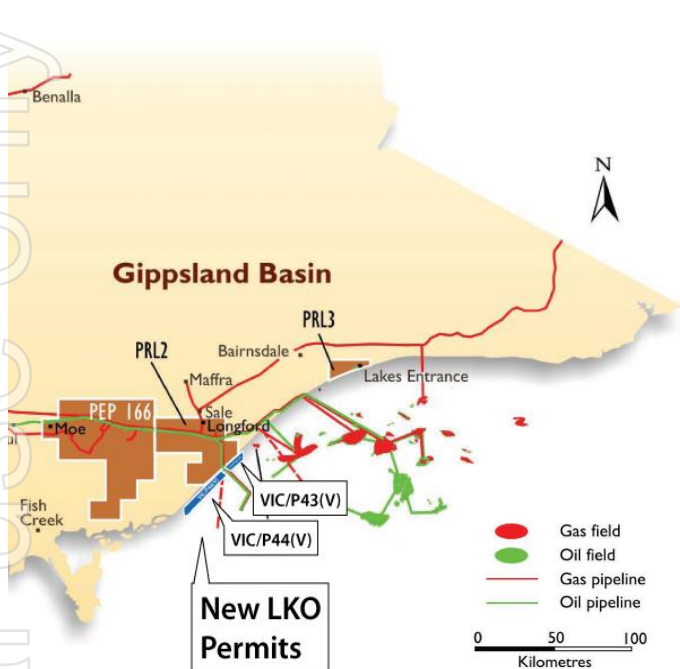 Benalla
N
Gippsland Basin
PRL3
PRL2
Bairnsdale
Maffra
Lakes Entrance
PEP 166
Sale
Longford
Moe
ul
VIC/P43(V)
Fish
Creek
VIC/P44(V)
New LKO
Permits
Gas field
Oil field
Gas pipeline
Oil pipeline
0 50 100
Kilometres